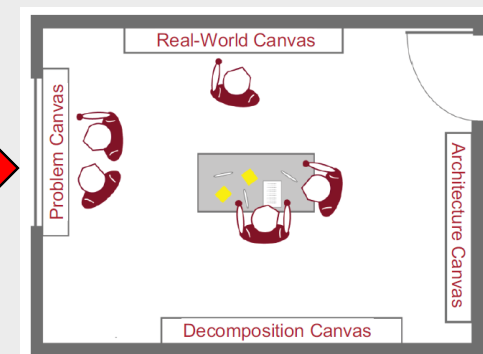 Real-World Canvas
Problem Canvas
Architecture Canvas
Decomposition Canvas